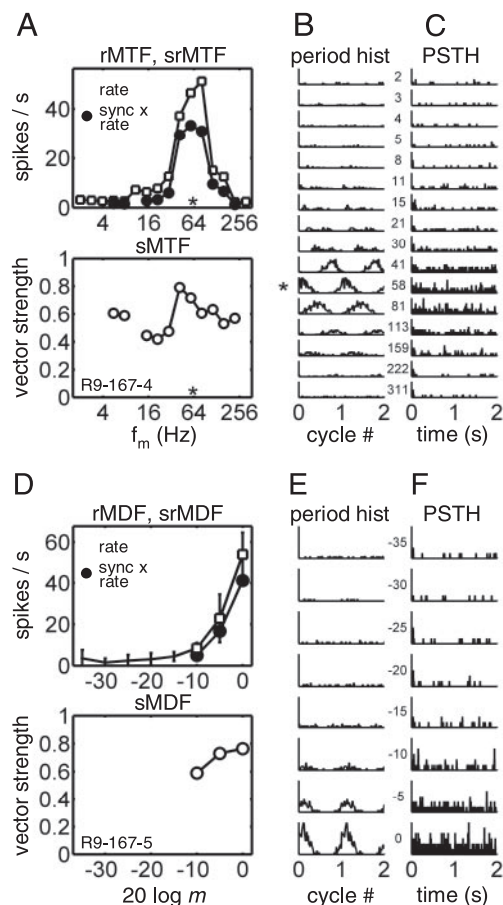 A
B
C
rMTF, srMTF
period hist
PSTH
spikes / s
40
20
0
rate
sync x
rate
*
4 16 64 256
sMTF
vector strength
1
0.8
0.6
0.4
0.2
0
R9-167-4
*
4 16 64 256
fm (Hz)
2
3
4
5
8
11
15
21
30
41
* 58
81
113
159
222
311
0 1 2
cycle #
0 1 2
time (s)
D
E
F
rMDF, srMDF
period hist
PSTH
spikes / s
60
40
20
0
rate
sync x
rate
-30 -20 -10 0
sMDF
vector strength
1
0.8
0.6
0.4
0.2
0
R9-167-5
-30 -20 -10 0
20 log m
-35
-30
-25
-20
-15
-10
-5
0
0 1 2
cycle #
0 1 2
time (s)